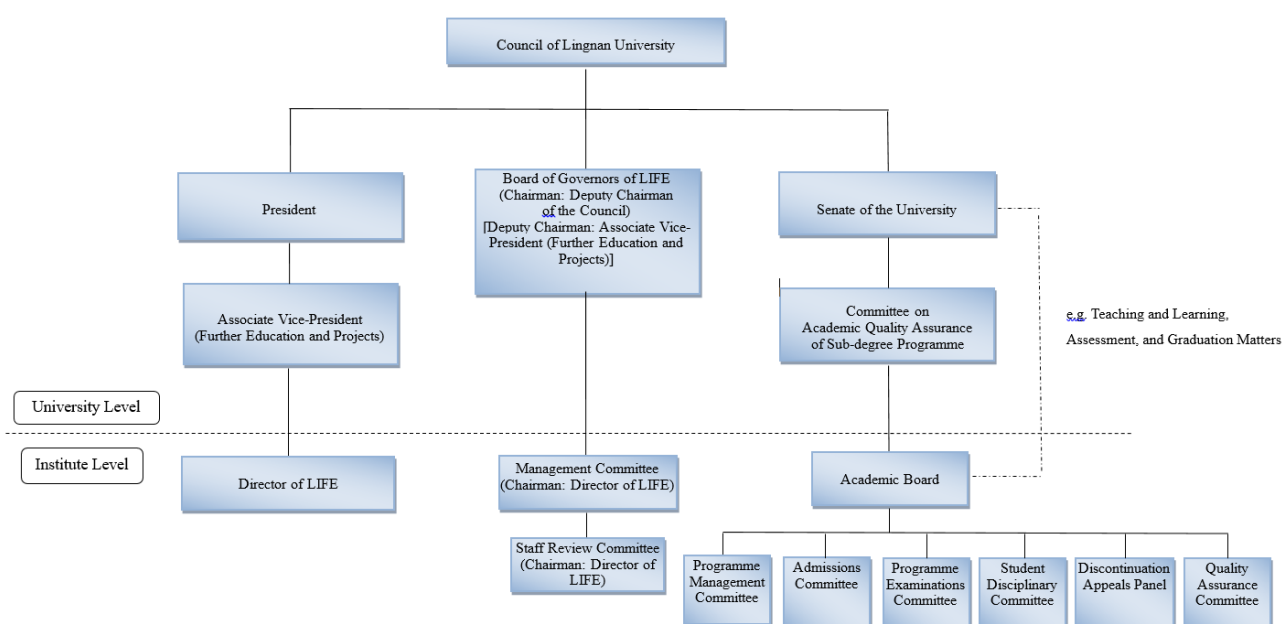 Council of Lingnan University
President
Board of Governors of LIFE
(Chairman: Deputy Chairman
of the Council)
[Deputy Chairman: Associate Vice-
President (Further Education and
Projects)]
Senate of the University
Associate Vice-President
(Further Education and Projects)
Committee on
Academic Quality Assurance
of Sub-degree Programme
e.g. Teaching and Learning,
Assessment, and Graduation Matters
University Level
Institute Level
Director of LIFE
Management Committee
(Chairman: Director of LIFE)
Academic Board
Staff Review Committee
(Chairman: Director of
LIFE)
Programme
Management
Committee
Admissions
Committee
Programme
Examinations
Committee
Student
Disciplinary
Committee
Discontinuation
Appeals Panel
Quality
Assurance
Committee